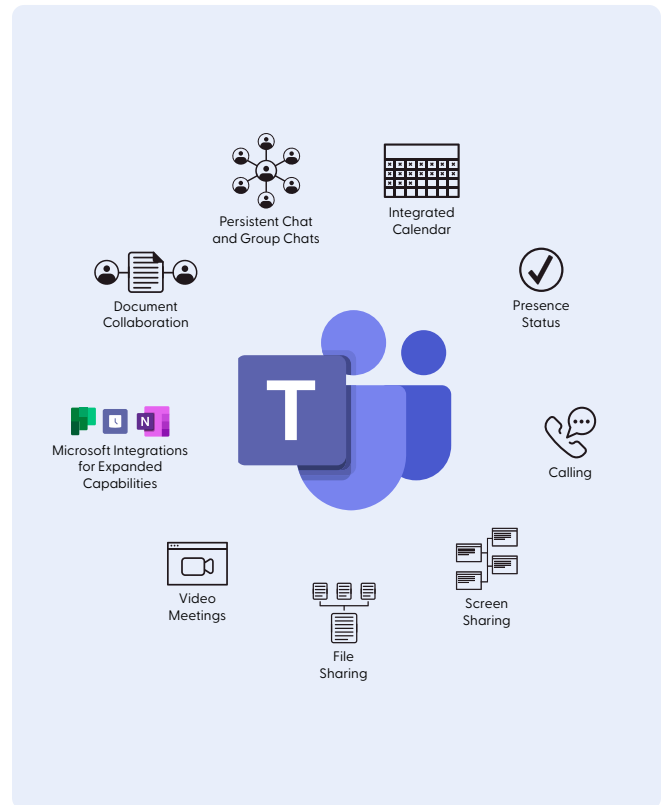 Persistent Chat
and Group Chats
Integrated
Calendar
Document
Collaboration
Presence
Status
T
Microsoft Integrations
for Expanded
Capabilities
N
Calling
Video
Meetings
Screen
Sharing
File
Sharing